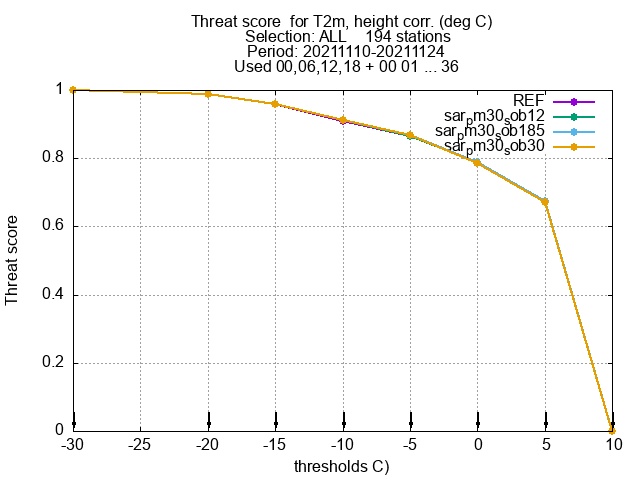 Threat score for T2m, height corr. (deg C)
Selection: ALL 194 stations
Period: 20211110-20211124
Used 00,06,12,18 + 00 01 ... 36
REF
sarpm30sob12
sarpm30sob185
sarpm30sob30
Threat score
1
0.8
0.6
0.4
0.2
0
-30 -25 -20 -15 -10 -5 0 5 10
thresholds C)